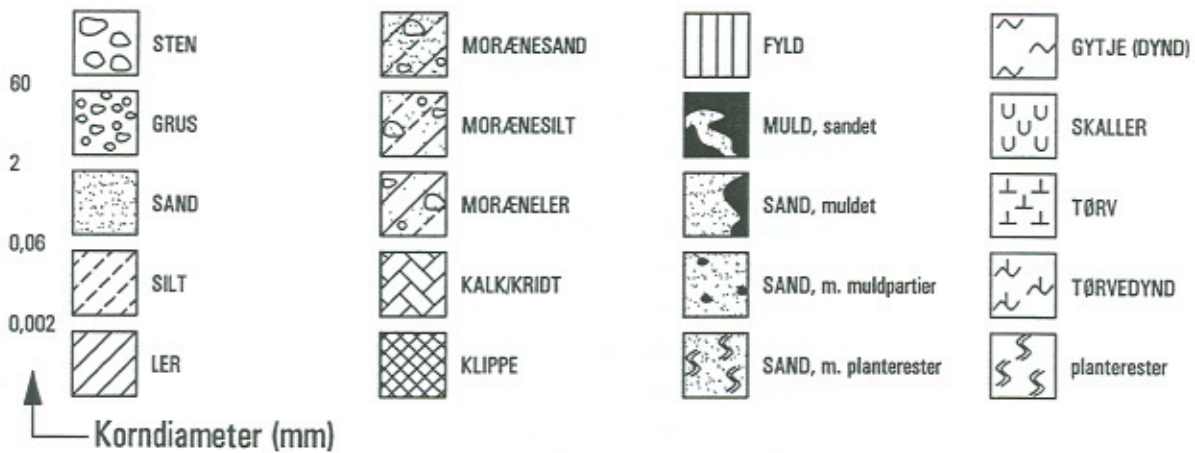 STEN
60
GRUS
2
SAND
0,06
SILT
0,002
LER
Korndiameter (mm)
MORÆNESAND
MORÆNESILT
MORÆNELER
KALK/KRIDT
KLIPPE
FYLD
MULD, sandet
SAND, muldet
SAND, m. muldpartier
SAND, m. planterester
GYTJE (DYND)
SKALLER
TØRV
TØRVEDYND
planterester